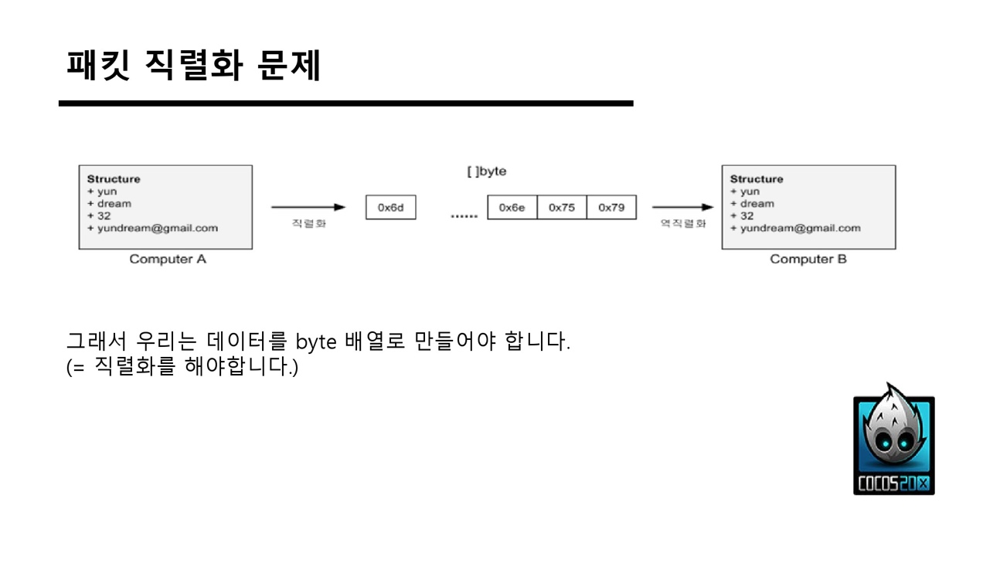 패킷 직렬화 문제
[ ]byte
Structure
+ yun
+ dream
+ 32
+ yundream@gmail.com
Computer A
직렬화
0x6d
......
0x6e
0x75
0x79
역직렬화
Structure
+ yun
+ dream
+ 32
+ yundream@gmail.com
Computer B
그래서 우리는 데이터를 byte 배열로 만들어야 합니다.
(= 직렬화를 해야합니다.)
COCOS2DX